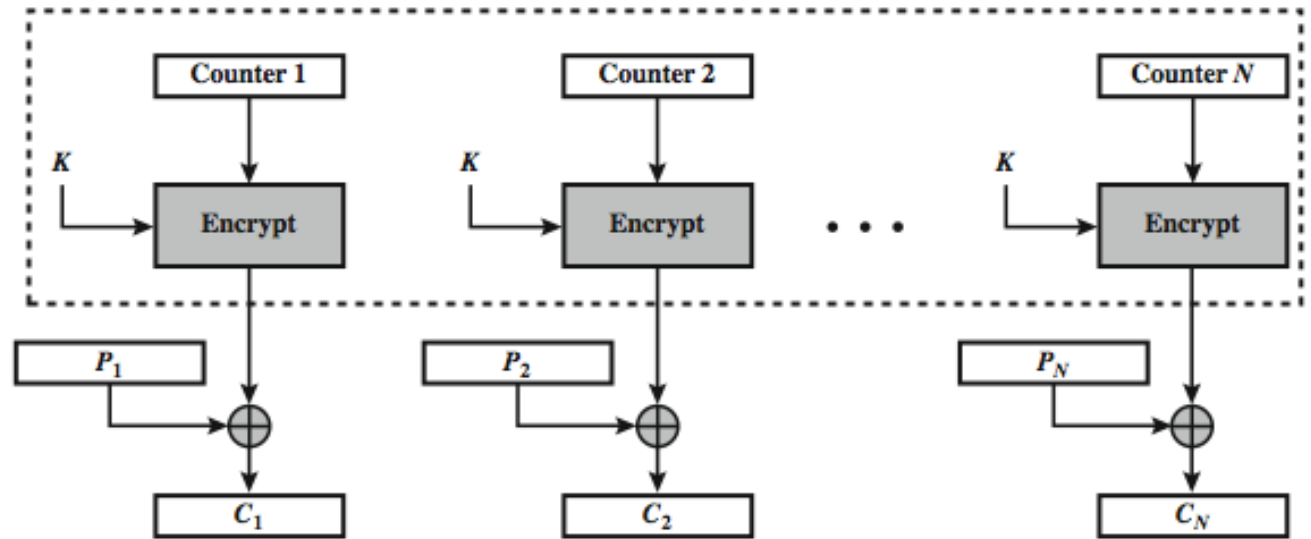 Counter 1 Counter 2 Counter N
K K K
Encrypt Encrypt • • • Encrypt
P1 P2 PN
C1 C2 CN